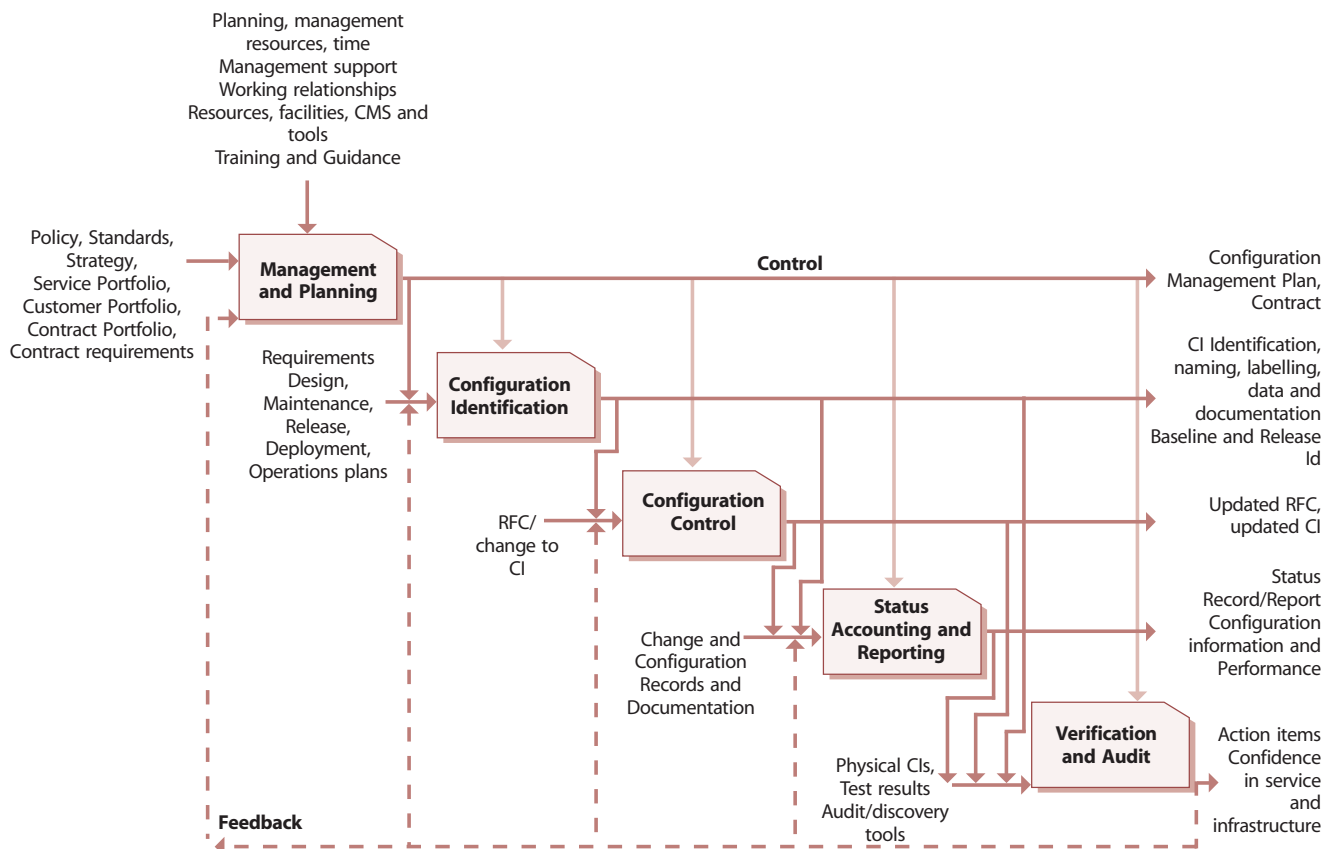 Planning, management
resources, time
Management support
Working relationships
Resources, facilities, CMS and
tools
Training and Guidance
Policy, Standards,
Strategy,
Service Portfolio,
Customer Portfolio,
Contract Portfolio,
Contract requirements
Management
and Planning
Control
Configuration
Management Plan,
Contract
Requirements
Design,
Maintenance,
Release,
Deployment,
Operations plans
Configuration
Identification
CI Identification,
naming, labelling,
data and
documentation
Baseline and Release
Id
RFC/
change to
CI
Configuration
Control
Updated RFC,
updated CI
Change and
Configuration
Records and
Documentation
Status
Accounting and
Reporting
Status
Record/Report
Configuration
information and
Performance
Physical CIs,
Test results
Audit/discovery
tools
Verification
and Audit
Action items
Confidence
in service
and
infrastructure
Feedback